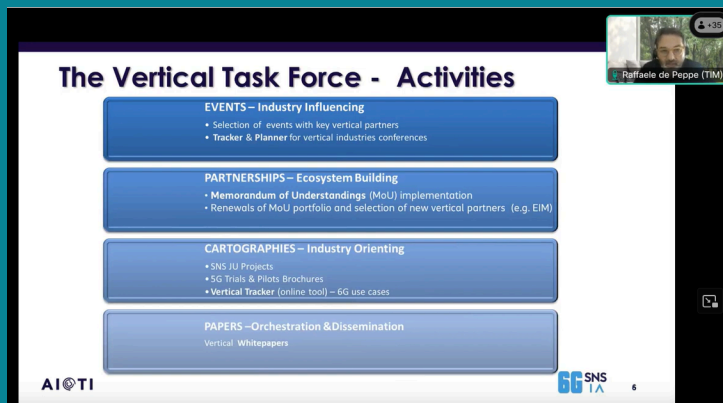 +35
Raffaele de Peppe (TIM)
The Vertical Task Force - Activities
EVENTS – Industry Influencing
• Selection of events with key vertical partners
• Tracker & Planner for vertical industries conferences
PARTNERSHIPS – Ecosystem Building
• Memorandum of Understandings (MoU) implementation
• Renewals of MoU portfolio and selection of new vertical partners (e.g. EIM)
CARTOGRAPHIES – Industry Orienting
• SNS JU Projects
• 5G Trials & Pilots Brochures
• Vertical Tracker (online tool) – 6G use cases
PAPERS –Orchestration &Dissemination
Vertical Whitepapers
AIOTI
6G SNS
IA
6